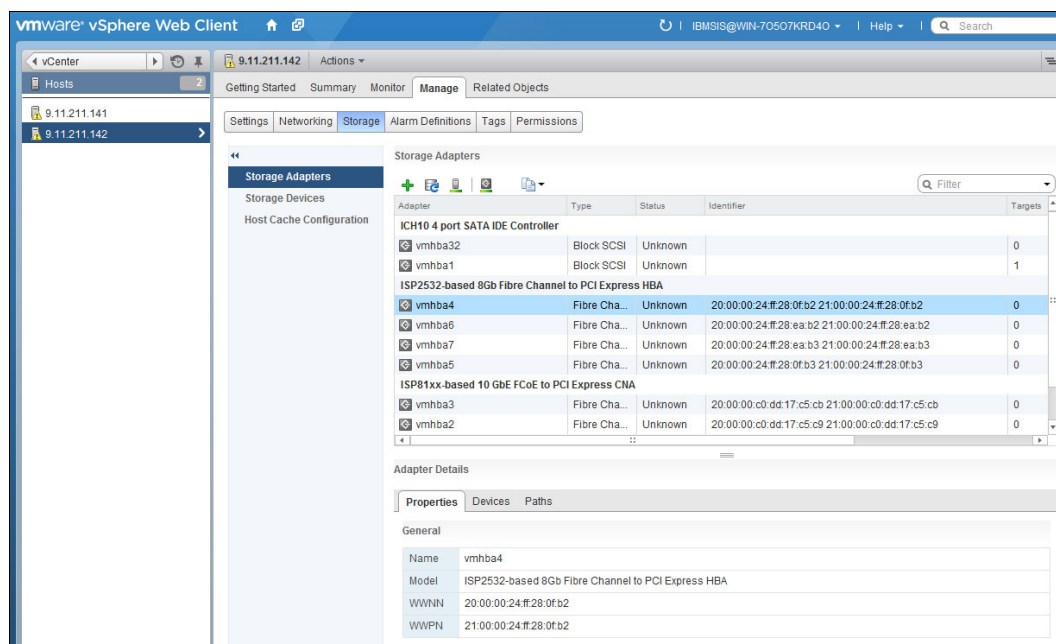 vmware® vSphere Web Client
IBMSIS@WIN-7O5O7KRD4O
Help
Search
vCenter
Hosts 2
9.11.211.141
9.11.211.142
9.11.211.142 Actions
Getting Started Summary Monitor Manage Related Objects
Settings Networking Storage Alarm Definitions Tags Permissions
Storage Adapters
Storage Devices
Host Cache Configuration
Storage Adapters
Filter
Adapter Type Status Identifier Targets
ICH10 4 port SATA IDE Controller
vmhba32 Block SCSI Unknown 0
vmhba1 Block SCSI Unknown 1
ISP2532-based 8Gb Fibre Channel to PCI Express HBA
vmhba4 Fibre Cha... Unknown 20:00:00:24:ff:28:0f:b2 21:00:00:24:ff:28:0f:b2 0
vmhba6 Fibre Cha... Unknown 20:00:00:24:ff:28:ea:b2 21:00:00:24:ff:28:ea:b2 0
vmhba7 Fibre Cha... Unknown 20:00:00:24:ff:28:ea:b3 21:00:00:24:ff:28:ea:b3 0
vmhba5 Fibre Cha... Unknown 20:00:00:24:ff:28:0f:b3 21:00:00:24:ff:28:0f:b3 0
ISP81xx-based 10 GbE FCoE to PCI Express CNA
vmhba3 Fibre Cha... Unknown 20:00:00:c0:dd:17:c5:cb 21:00:00:c0:dd:17:c5:cb 0
vmhba2 Fibre Cha... Unknown 20:00:00:c0:dd:17:c5:c9 21:00:00:c0:dd:17:c5:c9 0
Adapter Details
Properties Devices Paths
General
Name vmhba4
Model ISP2532-based 8Gb Fibre Channel to PCI Express HBA
WWNN 20:00:00:24:ff:28:0f:b2
WWPN 21:00:00:24:ff:28:0f:b2